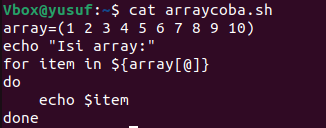 Vbox@yusuf:~$ cat arraycoba.sh
array=(1 2 3 4 5 6 7 8 9 10)
echo "Isi array:"
for item in ${array[@]}
do
    echo $item
done